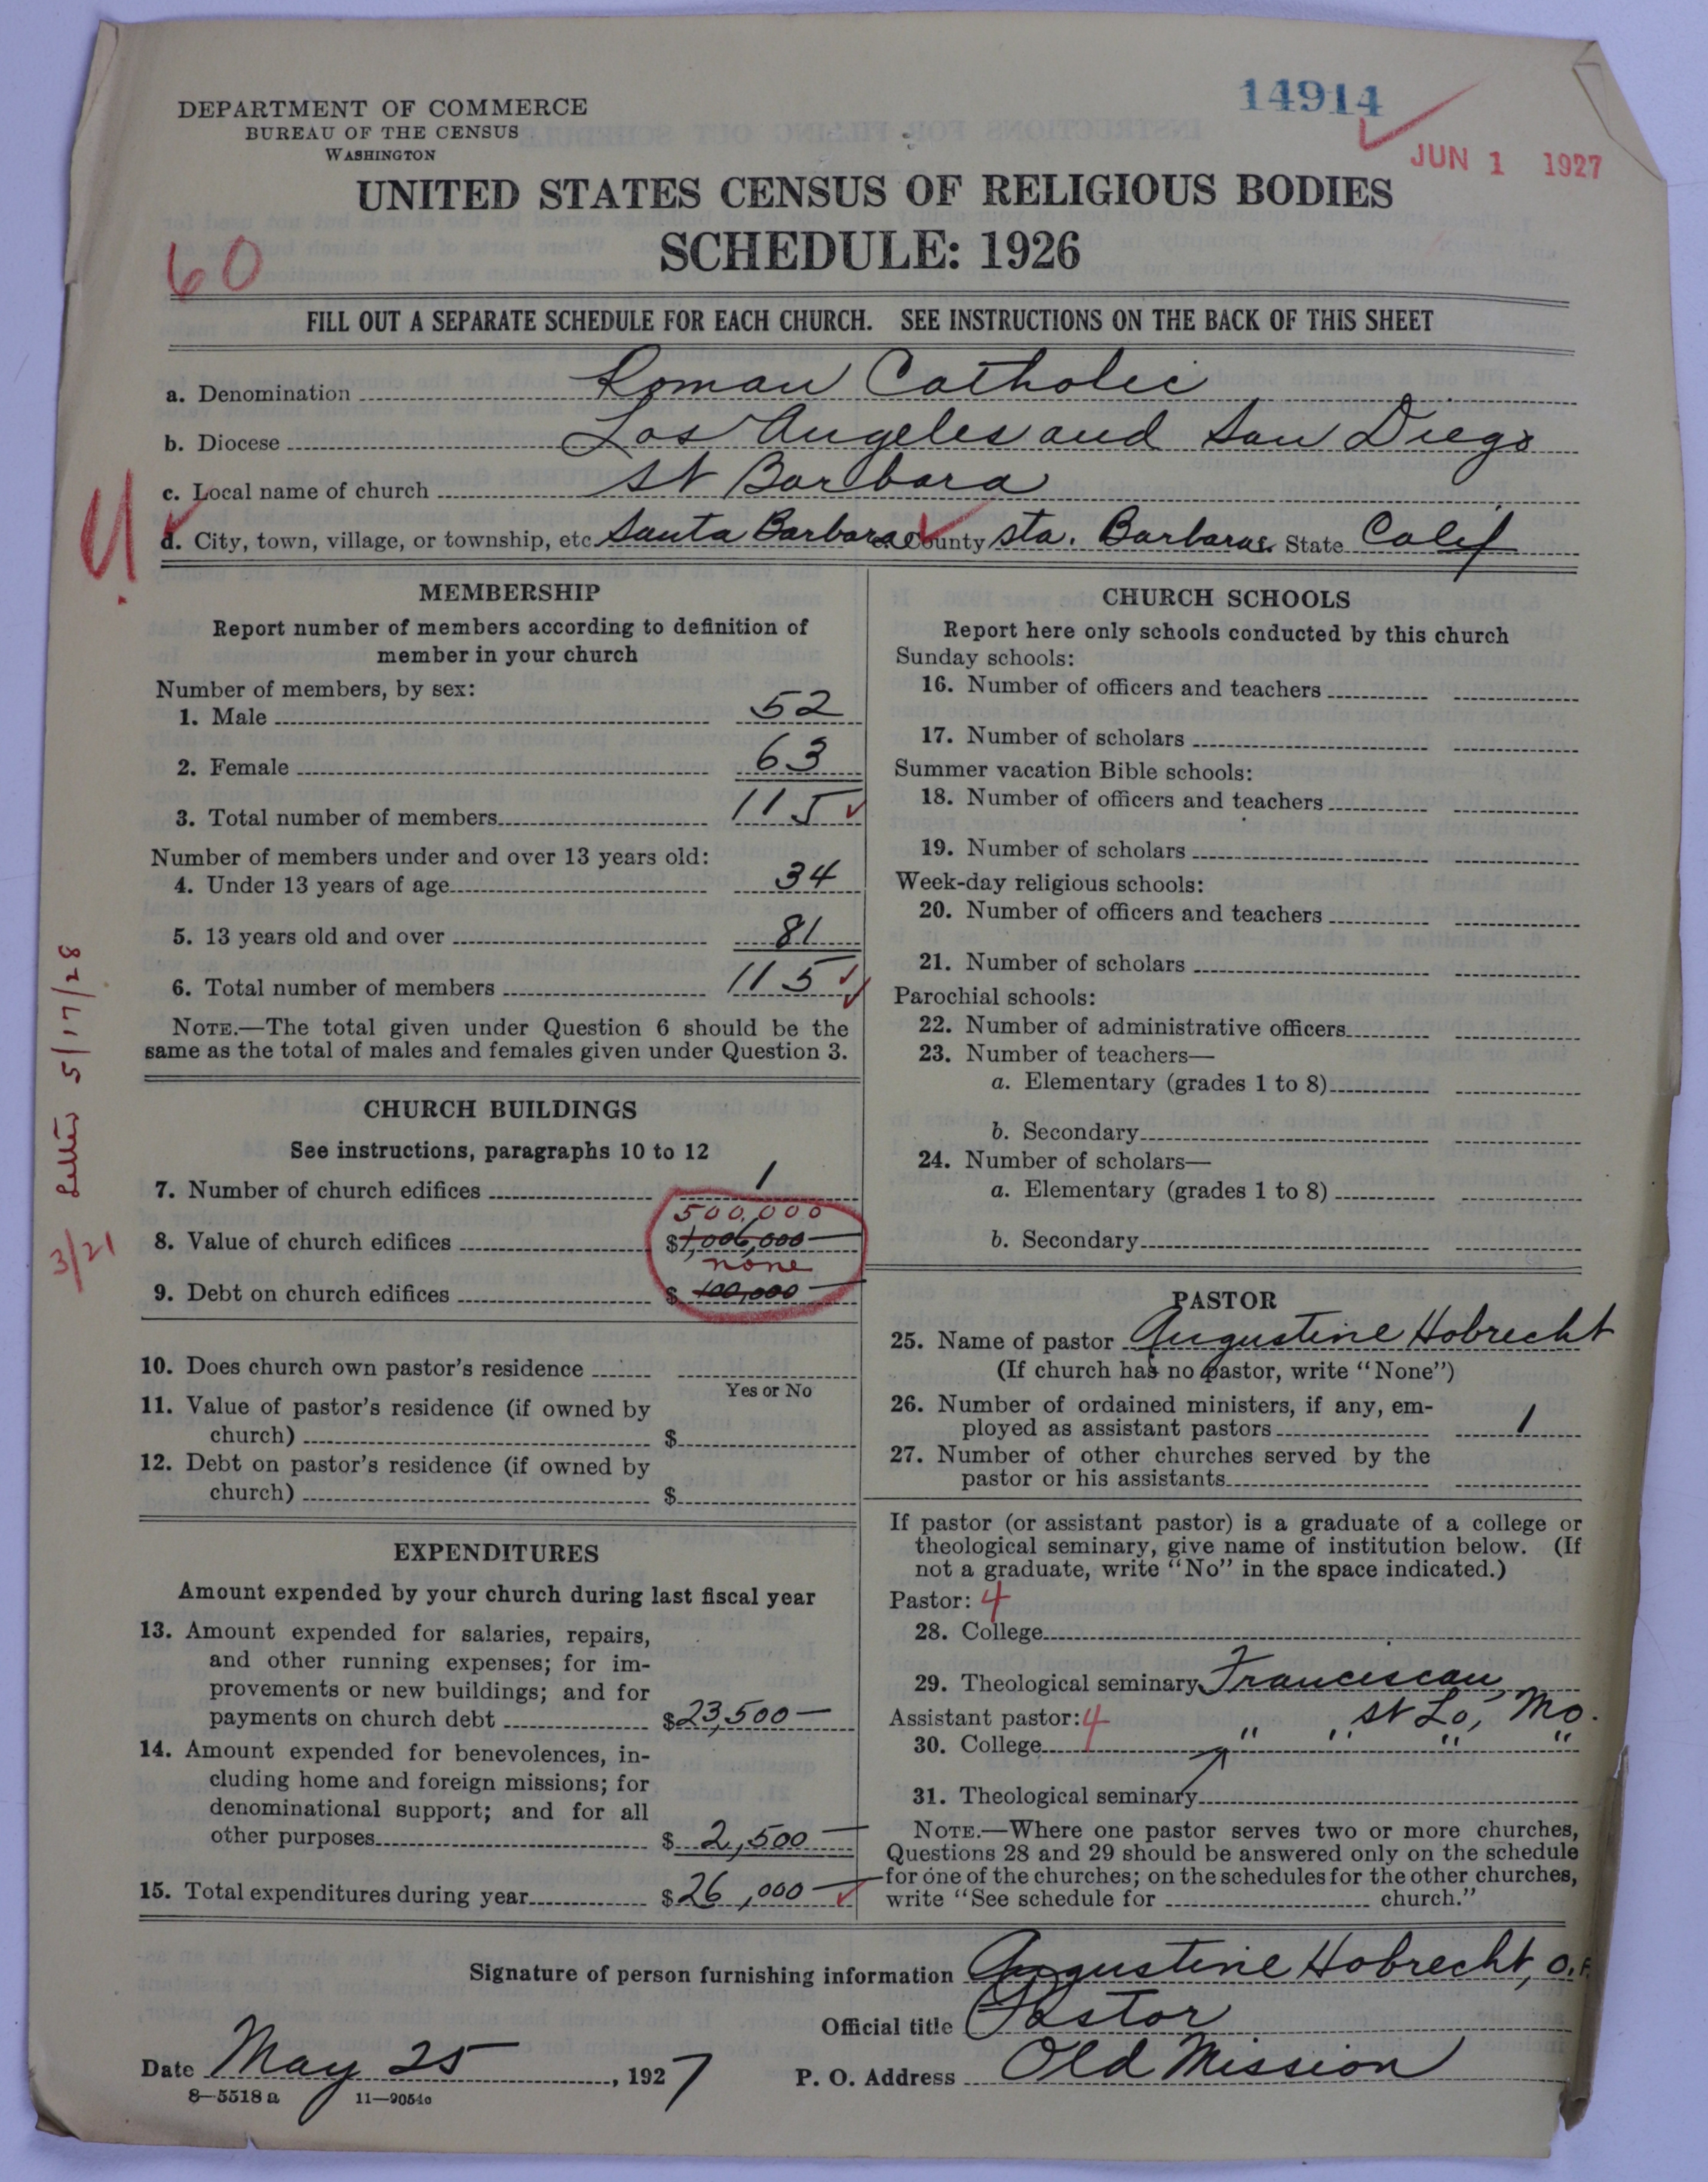 14914
JUN 1 1927
DEPARTMENT OF COMMERCE
BUREAU OF THE CENSUS
WASHINGTON
UNITED STATES CENSUS OF RELIGIOUS BODIES
SCHEDULE: 1926
60
FILL OUT A SEPARATE SCHEDULE FOR EACH CHURCH. SEE INSTRUCTIONS ON THE BACK OF THIS SHEET
a. Denomination Roman Catholic
b. Diocese Los Angeles and San Diego
c. Local name of church St Barbara
d. City, town, village, or township, etc Santa Barbara County Sta. Barbara State Calif
MEMBERSHIP
Report number of members according to definition of
member in your church
Number of members, by sex:
1. Male 52
2. Female 63
3. Total number of members 115
Number of members under and over 13 years old:
4. Under 13 years of age 34
5. 13 years old and over 81
6. Total number of members 115
NOTE.—The total given under Question 6 should be the
same as the total of males and females given under Question 3.
CHURCH BUILDINGS
See instructions, paragraphs 10 to 12
7. Number of church edifices 1
500,000
8. Value of church edifices $1,000,000—
none
9. Debt on church edifices $ 100,000—
10. Does church own pastor's residence
Yes or No
11. Value of pastor's residence (if owned by
church) $
12. Debt on pastor's residence (if owned by
church) $
EXPENDITURES
Amount expended by your church during last fiscal year
13. Amount expended for salaries, repairs,
and other running expenses; for im-
provements or new buildings; and for
payments on church debt $23,500—
14. Amount expended for benevolences, in-
cluding home and foreign missions; for
denominational support; and for all
other purposes $ 2,500—
15. Total expenditures during year $26,000—
3/21 Letter 5/17/28
CHURCH SCHOOLS
Report here only schools conducted by this church
Sunday schools:
16. Number of officers and teachers
17. Number of scholars
Summer vacation Bible schools:
18. Number of officers and teachers
19. Number of scholars
Week-day religious schools:
20. Number of officers and teachers
21. Number of scholars
Parochial schools:
22. Number of administrative officers
23. Number of teachers—
a. Elementary (grades 1 to 8)
b. Secondary
24. Number of scholars—
a. Elementary (grades 1 to 8)
b. Secondary
PASTOR
25. Name of pastor Augustine Hobrecht
(If church has no pastor, write "None")
26. Number of ordained ministers, if any, em-
ployed as assistant pastors 1
27. Number of other churches served by the
pastor or his assistants
If pastor (or assistant pastor) is a graduate of a college or
theological seminary, give name of institution below. (If
not a graduate, write "No" in the space indicated.)
Pastor: 4
28. College
29. Theological seminary Franciscan,
Assistant pastor: 4 St Lo, Mo.
30. College " " " "
31. Theological seminary
NOTE.—Where one pastor serves two or more churches,
Questions 28 and 29 should be answered only on the schedule
for one of the churches; on the schedules for the other churches,
write "See schedule for church."
Signature of person furnishing information Augustine Hobrecht, O.F.
Official title Pastor
Date May 25, 1927 P. O. Address Old Mission
8—5518 a 11—9054c